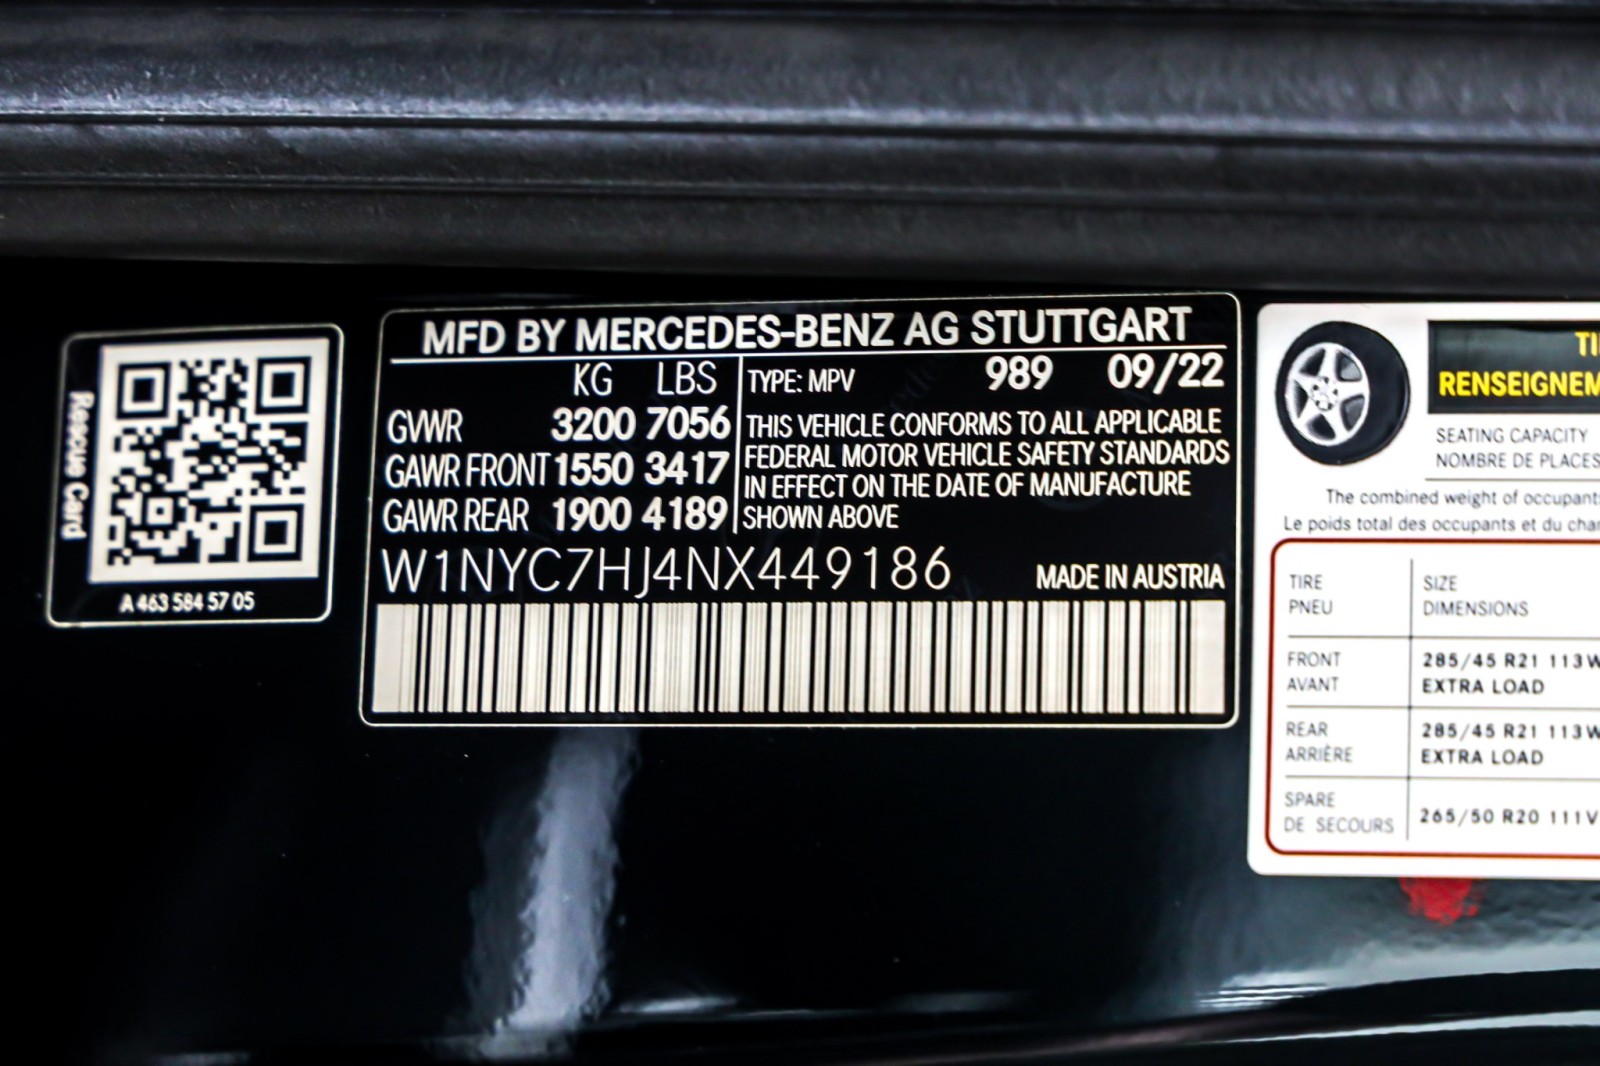 Rescue Card
A 463 584 57 05
MFD BY MERCEDES-BENZ AG STUTTGART
KG LBS
GVWR 3200 7056
GAWR FRONT 1550 3417
GAWR REAR 1900 4189
TYPE: MPV 989 09/22
THIS VEHICLE CONFORMS TO ALL APPLICABLE
FEDERAL MOTOR VEHICLE SAFETY STANDARDS
IN EFFECT ON THE DATE OF MANUFACTURE
SHOWN ABOVE
W1NYC7HJ4NX449186 MADE IN AUSTRIA
TI
RENSEIGNEM
SEATING CAPACITY
NOMBRE DE PLACES
The combined weight of occupants
Le poids total des occupants et du char
TIRE SIZE
PNEU DIMENSIONS
FRONT 285/45 R21 113W
AVANT EXTRA LOAD
REAR 285/45 R21 113W
ARRIÈRE EXTRA LOAD
SPARE
DE SECOURS 265/50 R20 111V